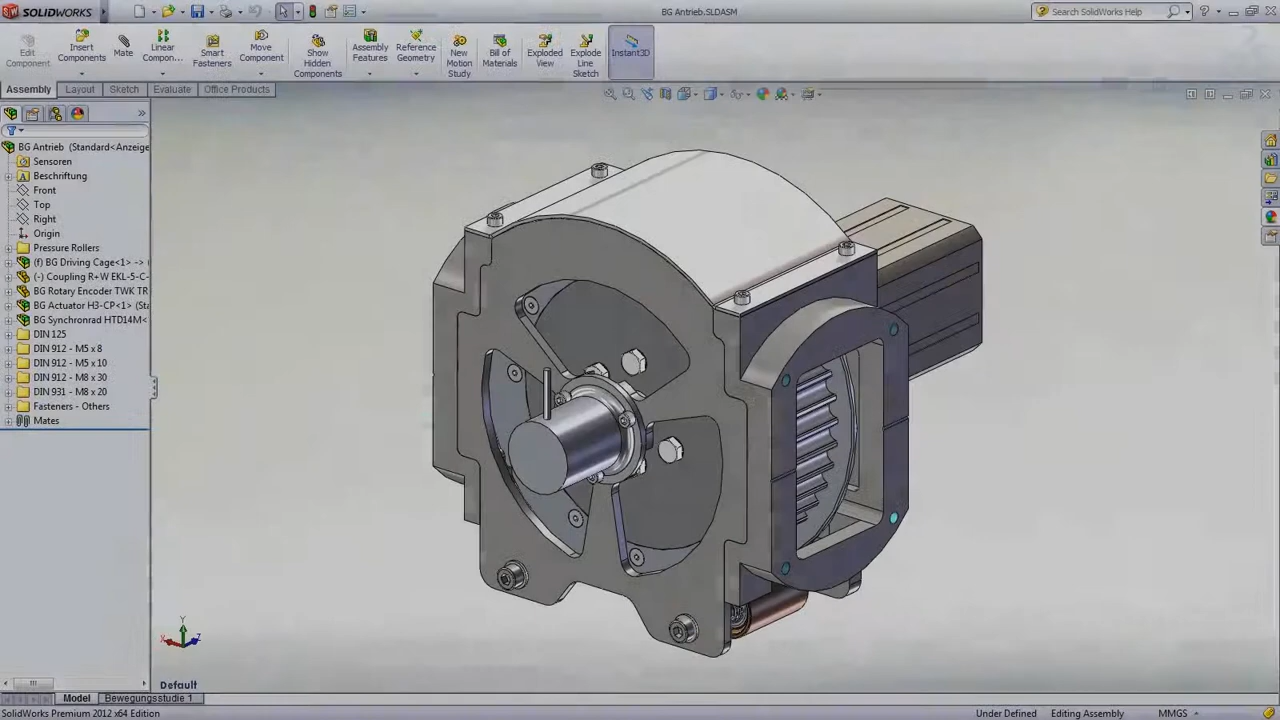 SOLIDWORKS
BG Antrieb.SLDASM
Search SolidWorks Help
Edit Component
Insert Components
Mate
Linear Compon...
Smart Fasteners
Move Component
Show Hidden Components
Assembly Features
Reference Geometry
New Motion Study
Bill of Materials
Exploded View
Explode Line Sketch
Instant3D
Assembly
Layout
Sketch
Evaluate
Office Products
BG Antrieb (Standard<Anzeige
Sensoren
Beschriftung
Front
Top
Right
Origin
Pressure Rollers
(f) BG Driving Cage<1> ->
(-) Coupling R+W EKL-5-C-
BG Rotary Encoder TWK TR
BG Actuator H3-CP<1> (Sta
BG Synchronrad HTD14M<
DIN 125
DIN 912 - M5 x 8
DIN 912 - M5 x 10
DIN 912 - M8 x 30
DIN 931 - M8 x 20
Fasteners - Others
Mates
Y
X
Z
Default
Model
Bewegungsstudie 1
SolidWorks Premium 2012 x64 Edition
Under Defined
Editing Assembly
MMGS